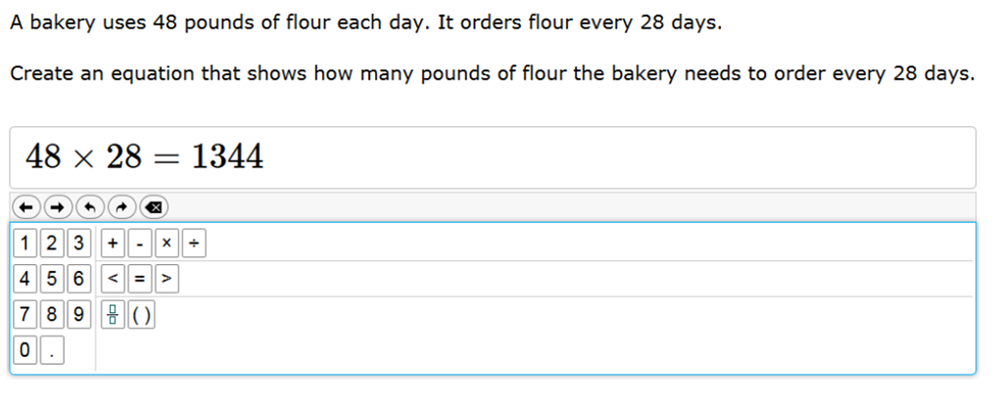 A bakery uses 48 pounds of flour each day. It orders flour every 28 days.
Create an equation that shows how many pounds of flour the bakery needs to order every 28 days.
48 × 28 = 1344
1 2 3 + - × ÷
4 5 6 < = >
7 8 9 ( )
0 .